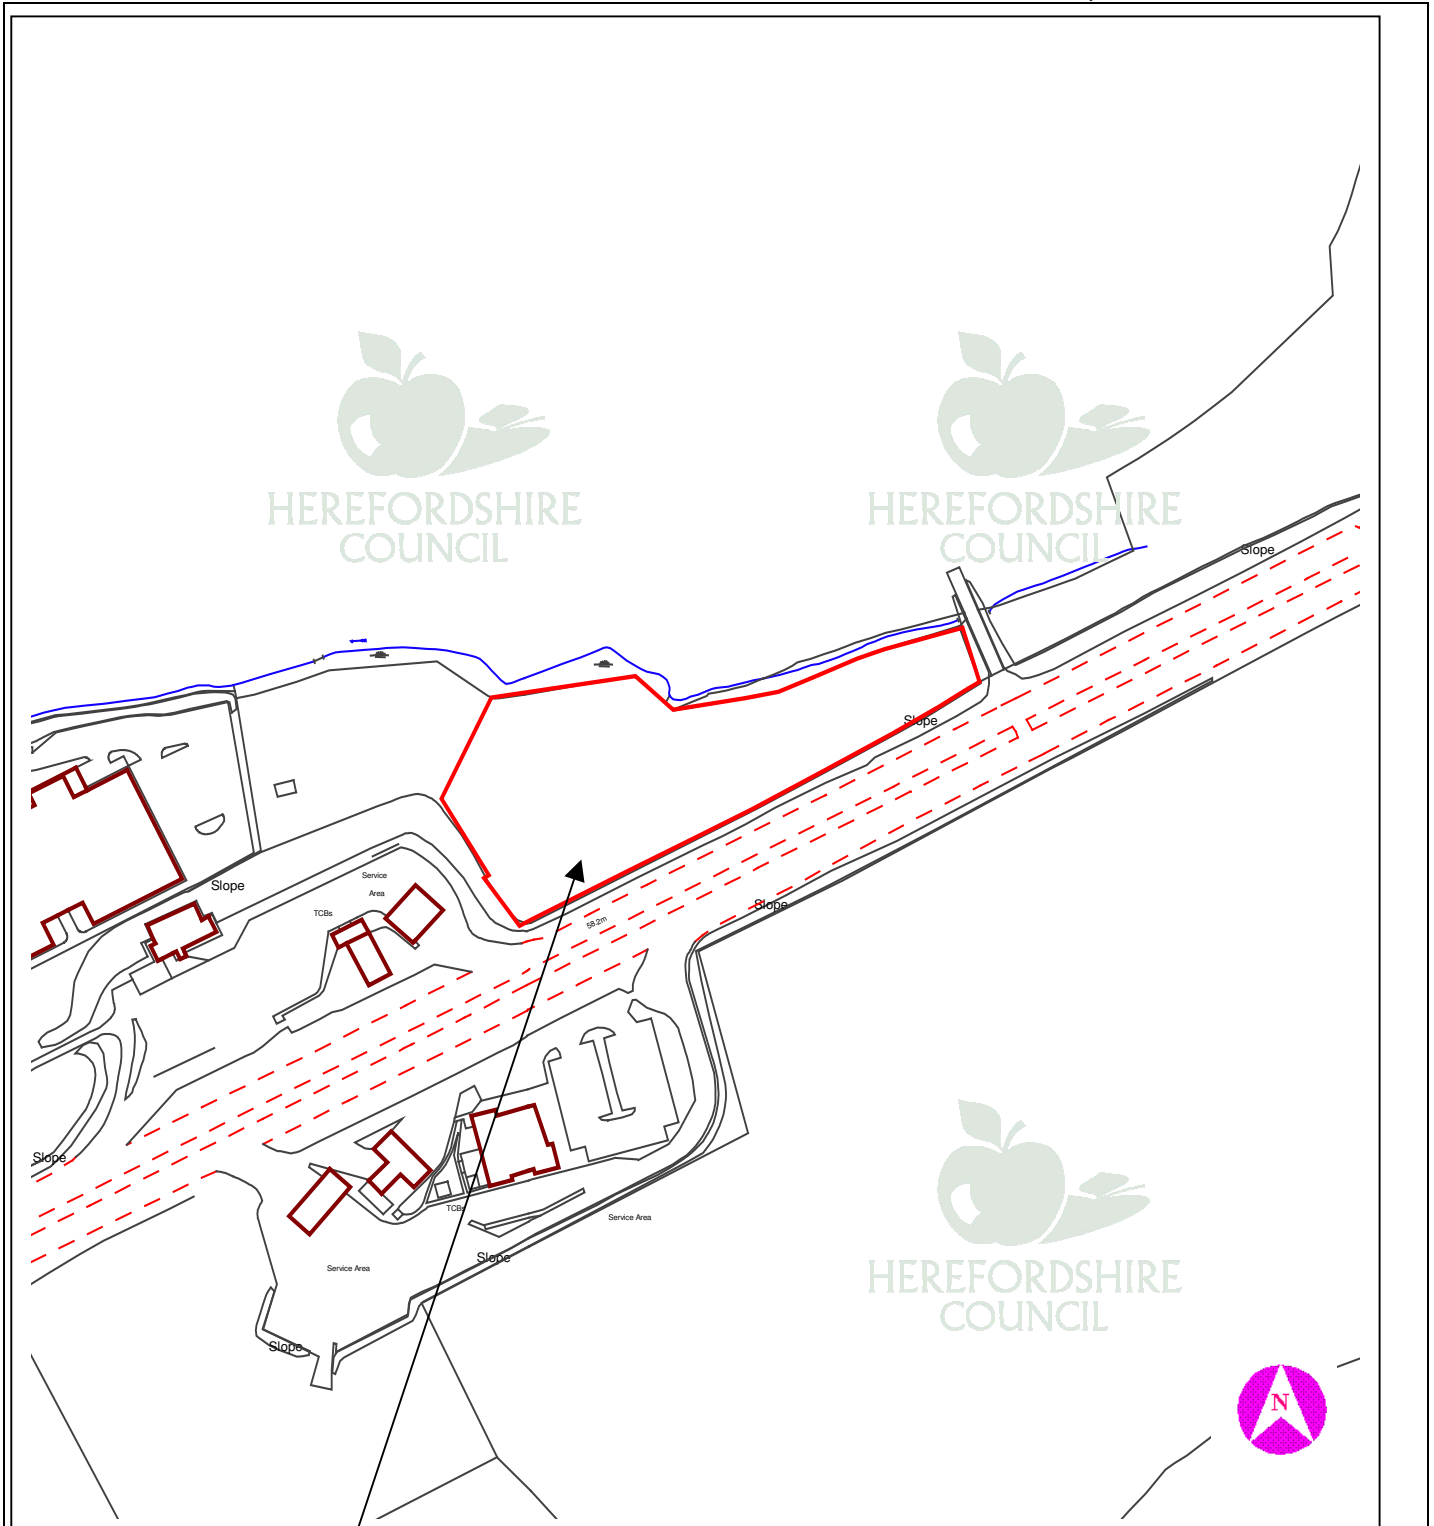 HEREFORDSHIRE
COUNCIL
HEREFORDSHIRE
COUNCIL
Slope
Slope
Service
Area
Slope
TCBs
Slope
58.2m
Slope
TCBs
Service Area
Slope
Service Area
HEREFORDSHIRE
COUNCIL
Slope
N